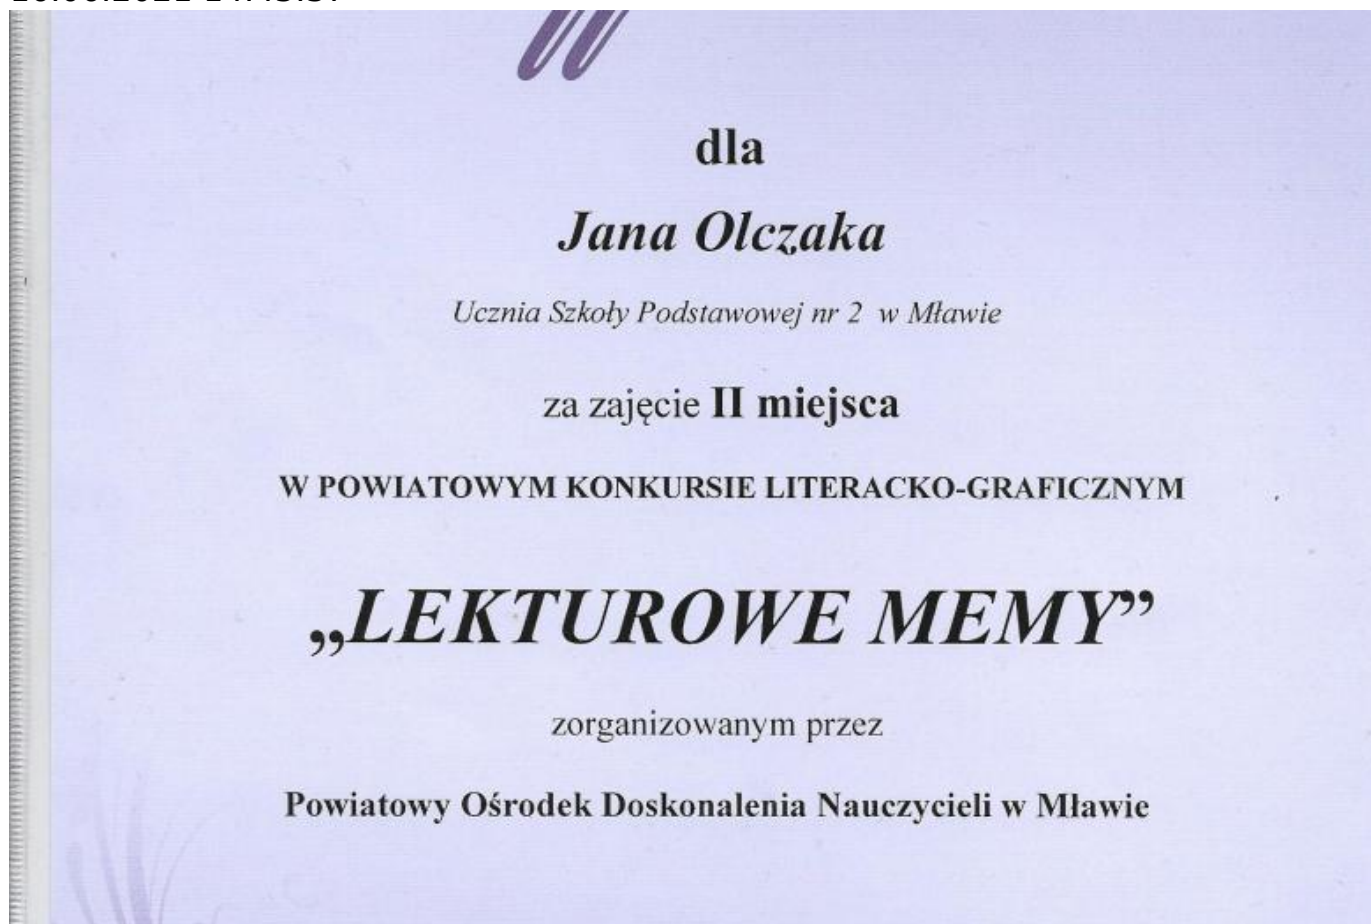 dla
Jana Olczaka
Ucznia Szkoły Podstawowej nr 2 w Mławie
za zajęcie II miejsca
W POWIATOWYM KONKURSIE LITERACKO-GRAFICZNYM
„LEKTUROWE MEMY”
zorganizowanym przez
Powiatowy Ośrodek Doskonalenia Nauczycieli w Mławie